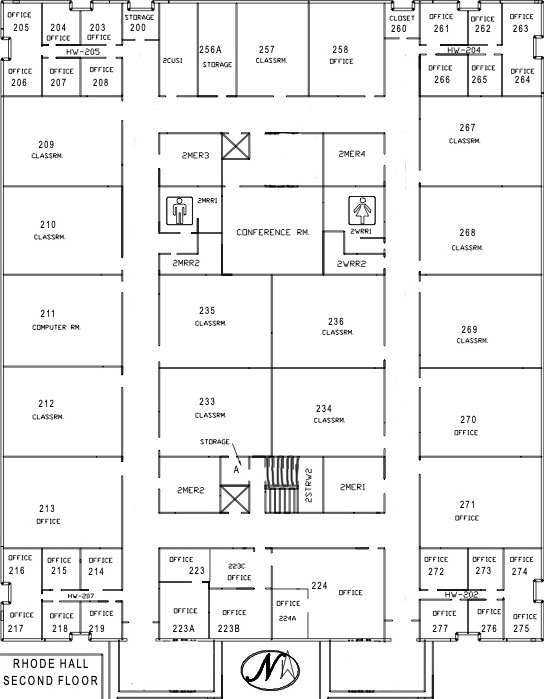 OFFICE 205
204 OFFICE
203 OFFICE
STORAGE 200
CLOSET 260
OFFICE 261
OFFICE 262
OFFICE 263
HW-205
HW-204
OFFICE 206
OFFICE 207
OFFICE 208
2CUS1
256A STORAGE
257 CLASSRM.
258 OFFICE
OFFICE 266
OFFICE 265
OFFICE 264
209 CLASSRM.
2MER3
2MER4
267 CLASSRM.
210 CLASSRM.
2MRR1
2MRR2
CONFERENCE RM.
2WRR1
2WRR2
268 CLASSRM.
211 COMPUTER RM.
235 CLASSRM.
236 CLASSRM.
269 CLASSRM.
212 CLASSRM.
233 CLASSRM.
234 CLASSRM.
270 OFFICE
STORAGE
A
2STRW2
2MER2
2MER1
213 OFFICE
271 OFFICE
OFFICE 216
OFFICE 215
OFFICE 214
OFFICE 223
223C OFFICE
224
OFFICE 272
OFFICE 273
OFFICE 274
HW-207
HW-202
OFFICE 217
OFFICE 218
OFFICE 219
OFFICE 223A
OFFICE 223B
OFFICE 224A
OFFICE
OFFICE 277
OFFICE 276
OFFICE 275
RHODE HALL
SECOND FLOOR
N